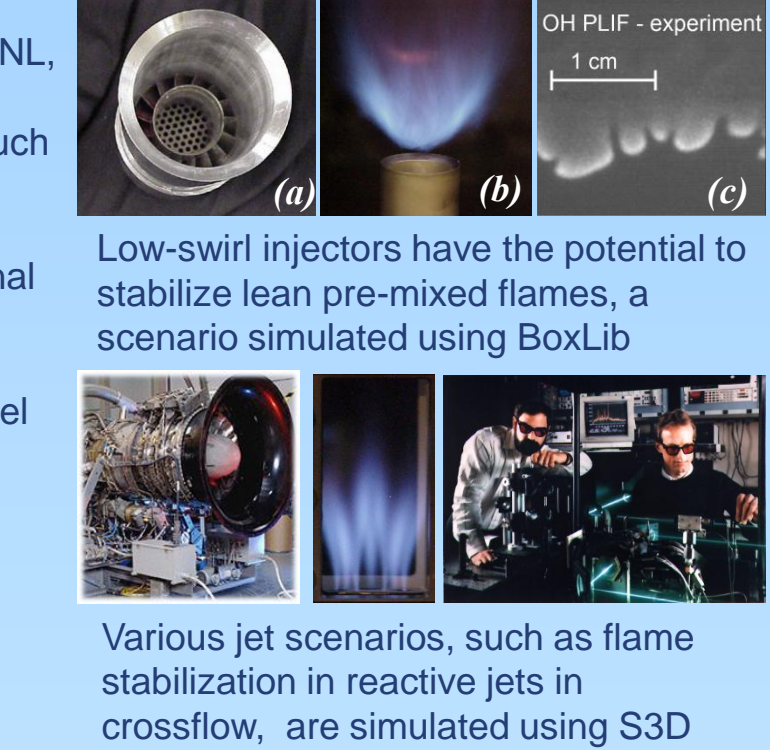 NL,
uch
nal
el
OH PLIF - experiment
1 cm
(a)
(b)
(c)
Low-swirl injectors have the potential to
stabilize lean pre-mixed flames, a
scenario simulated using BoxLib
Various jet scenarios, such as flame
stabilization in reactive jets in
crossflow, are simulated using S3D